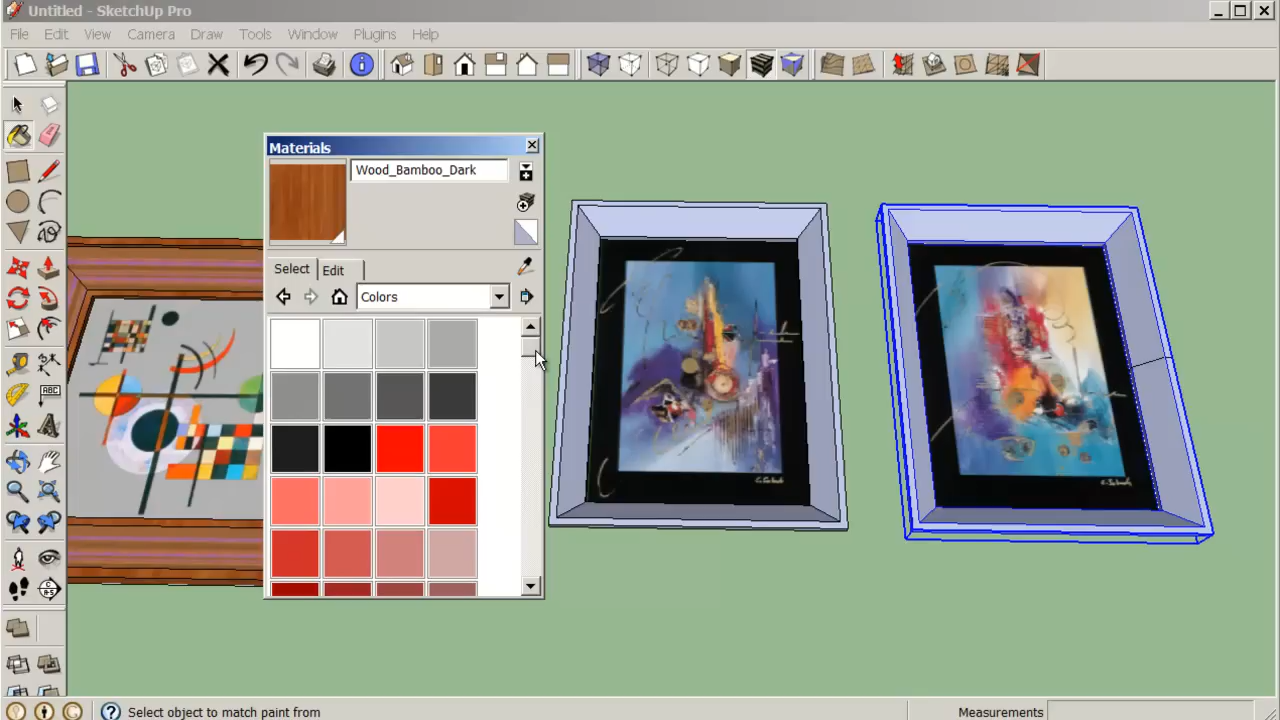 Untitled - SketchUp Pro
File Edit View Camera Draw Tools Window Plugins Help
Materials
Wood_Bamboo_Dark
Select Edit
Colors
ABC
Select object to match paint from
Measurements